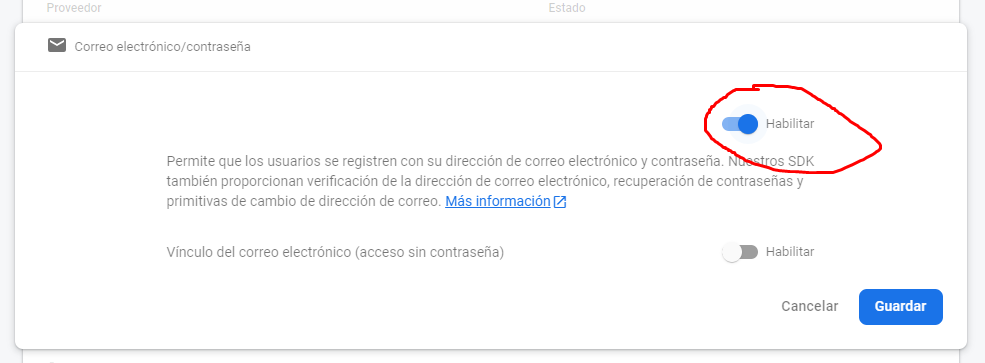 Proveedor Estado
Correo electrónico/contraseña
Habilitar
Permite que los usuarios se registren con su dirección de correo electrónico y contraseña. Nuestros SDK
también proporcionan verificación de la dirección de correo electrónico, recuperación de contraseñas y
primitivas de cambio de dirección de correo. Más información
Vínculo del correo electrónico (acceso sin contraseña) Habilitar
Cancelar Guardar